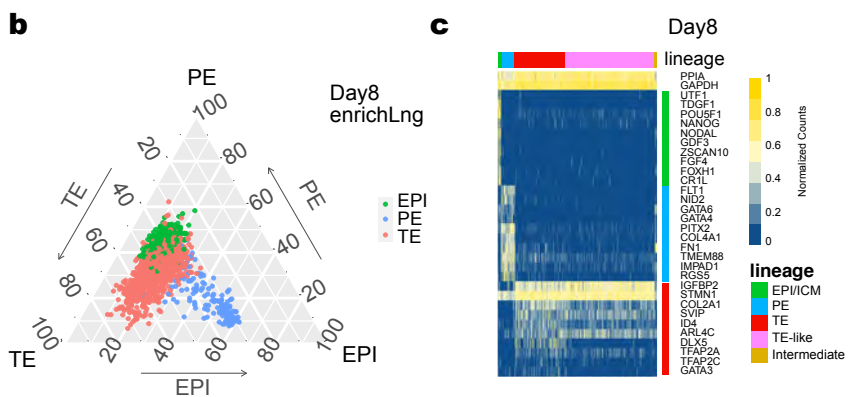 b
PE
Day8
enrichLng
100
20
80
40
60
TE
PE
60
40
80
20
100
100
20
40
60
80
TE
EPI
EPI
EPI
PE
TE
c
Day8
lineage
PPIA
GAPDH
UTF1
TDGF1
POU5F1
NANOG
NODAL
GDF3
ZSCAN10
FGF4
FOXH1
CR1L
FLT1
NID2
GATA6
GATA4
PITX2
COL4A1
FN1
TMEM88
IMPAD1
RGS5
IGFBP2
STMN1
COL2A1
SVIP
ID4
ARL4C
DLX5
TFAP2A
TFAP2C
GATA3
1
0.8
0.6
0.4
0.2
0
Normalized Counts
lineage
EPI/ICM
PE
TE
TE-like
Intermediate